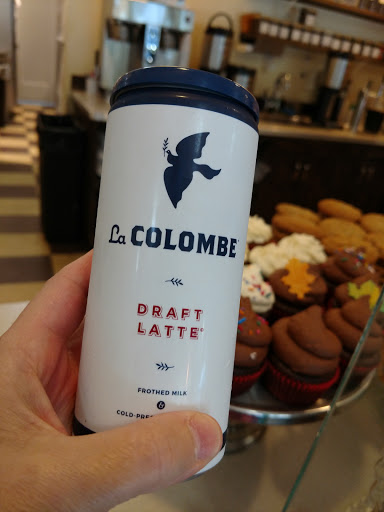 La COLOMBE
DRAFT
LATTE®
FROTHED MILK
&